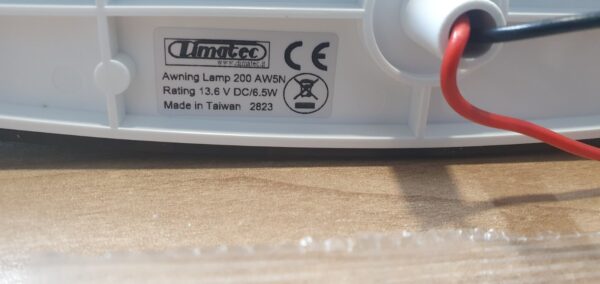 Dimatec
Awning Lamp 200 AW5N
Rating 13.6 V DC/6.5W
Made in Taiwan 2823
CE